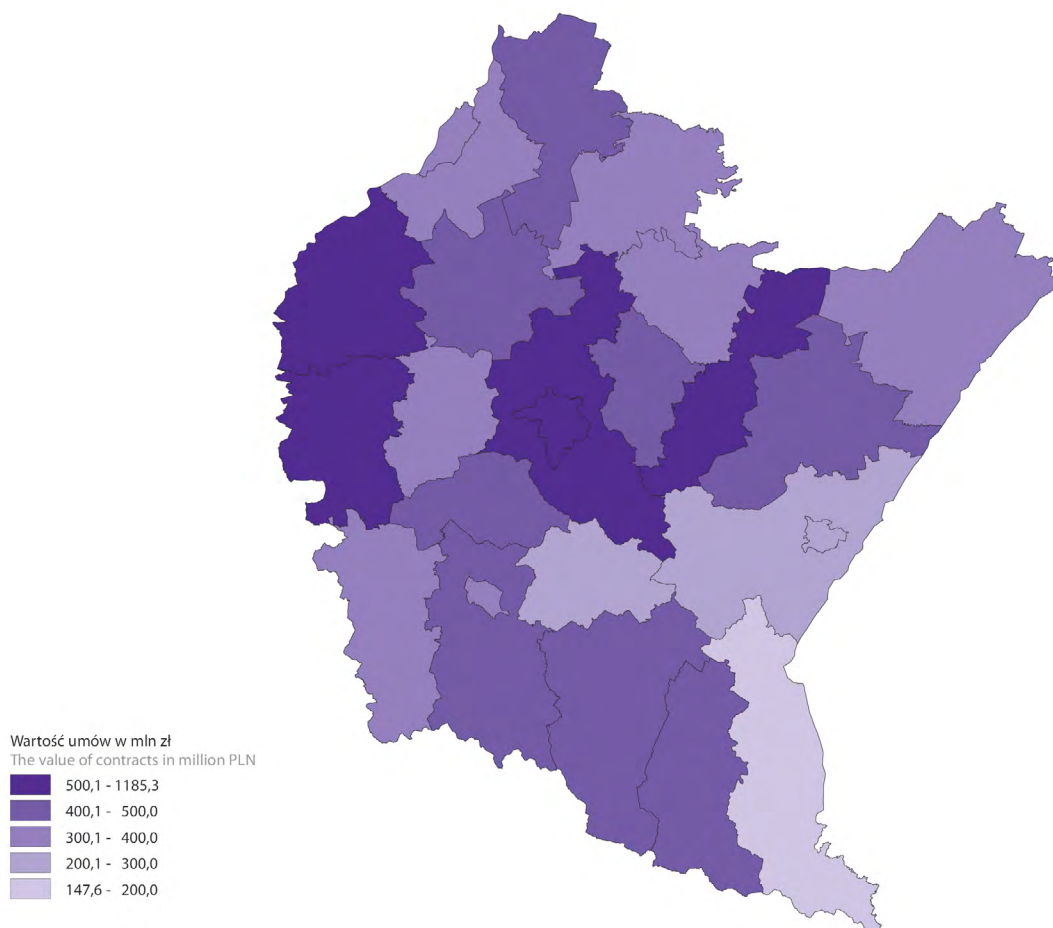 Wartość umów w mln zł
The value of contracts in million PLN
500,1 - 1185,3
400,1 - 500,0
300,1 - 400,0
200,1 - 300,0
147,6 - 200,0